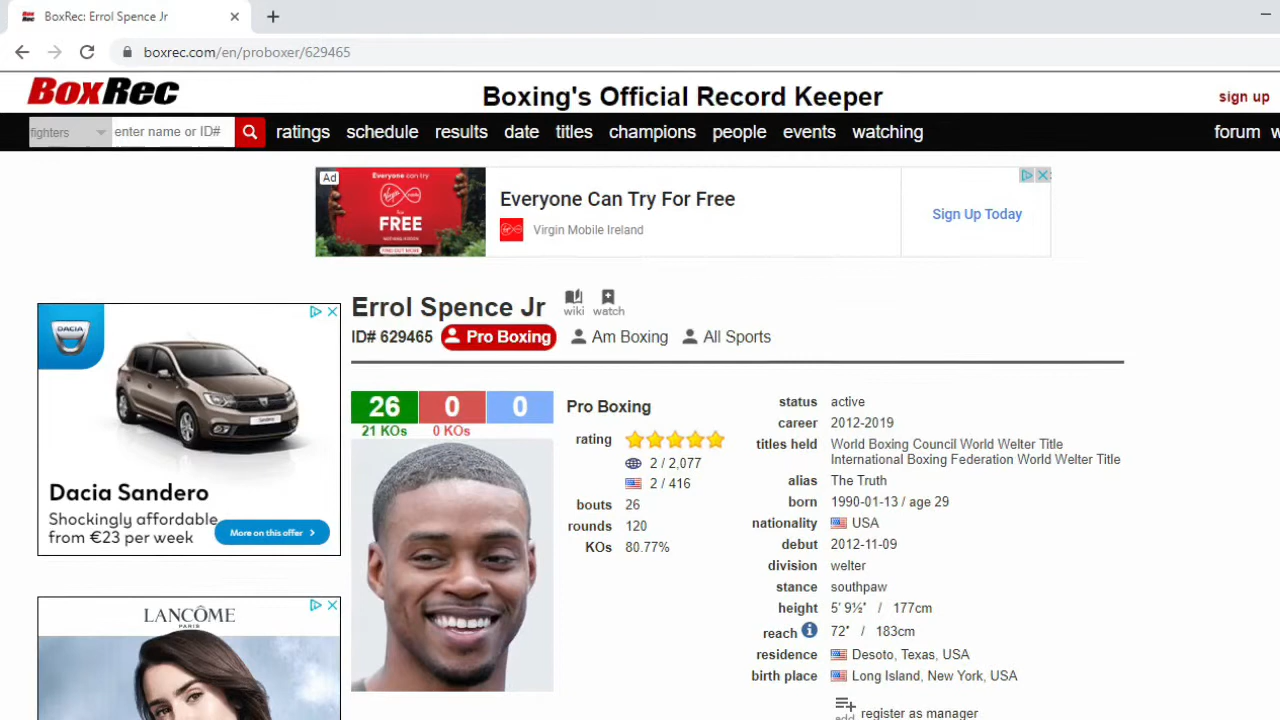 BoxRec: Errol Spence Jr
boxrec.com/en/proboxer/629465
BoxRec
Boxing's Official Record Keeper
sign up
fighters
enter name or ID#
ratings schedule results date titles champions people events watching
forum w
Ad
Everyone can try
Virgin mobile
for
FREE
FIND OUT MORE
Everyone Can Try For Free
Virgin Mobile Ireland
Sign Up Today
DACIA
Dacia Sandero
Shockingly affordable
from €23 per week
More on this offer
LANCÔME
PARIS
Errol Spence Jr
wiki watch
ID# 629465 Pro Boxing Am Boxing All Sports
26 0 0
21 KOs 0 KOs
Pro Boxing
rating
2 / 2,077
2 / 416
bouts 26
rounds 120
KOs 80.77%
status active
career 2012-2019
titles held World Boxing Council World Welter Title
International Boxing Federation World Welter Title
alias The Truth
born 1990-01-13 / age 29
nationality USA
debut 2012-11-09
division welter
stance southpaw
height 5′ 9½″ / 177cm
reach 72″ / 183cm
residence Desoto, Texas, USA
birth place Long Island, New York, USA
add register as manager